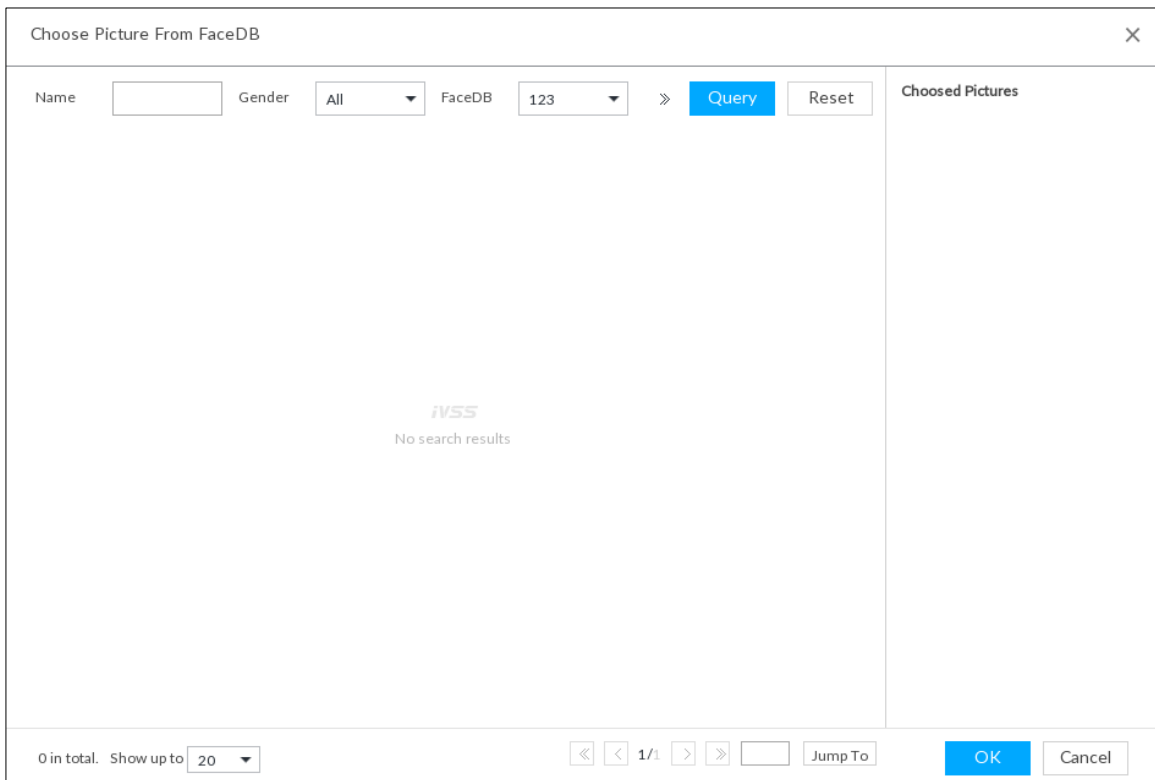 Choose Picture From FaceDB
Name Gender All FaceDB 123 Query Reset
Choosed Pictures
iVSS
No search results
0 in total. Show up to 20 1/1 Jump To OK Cancel